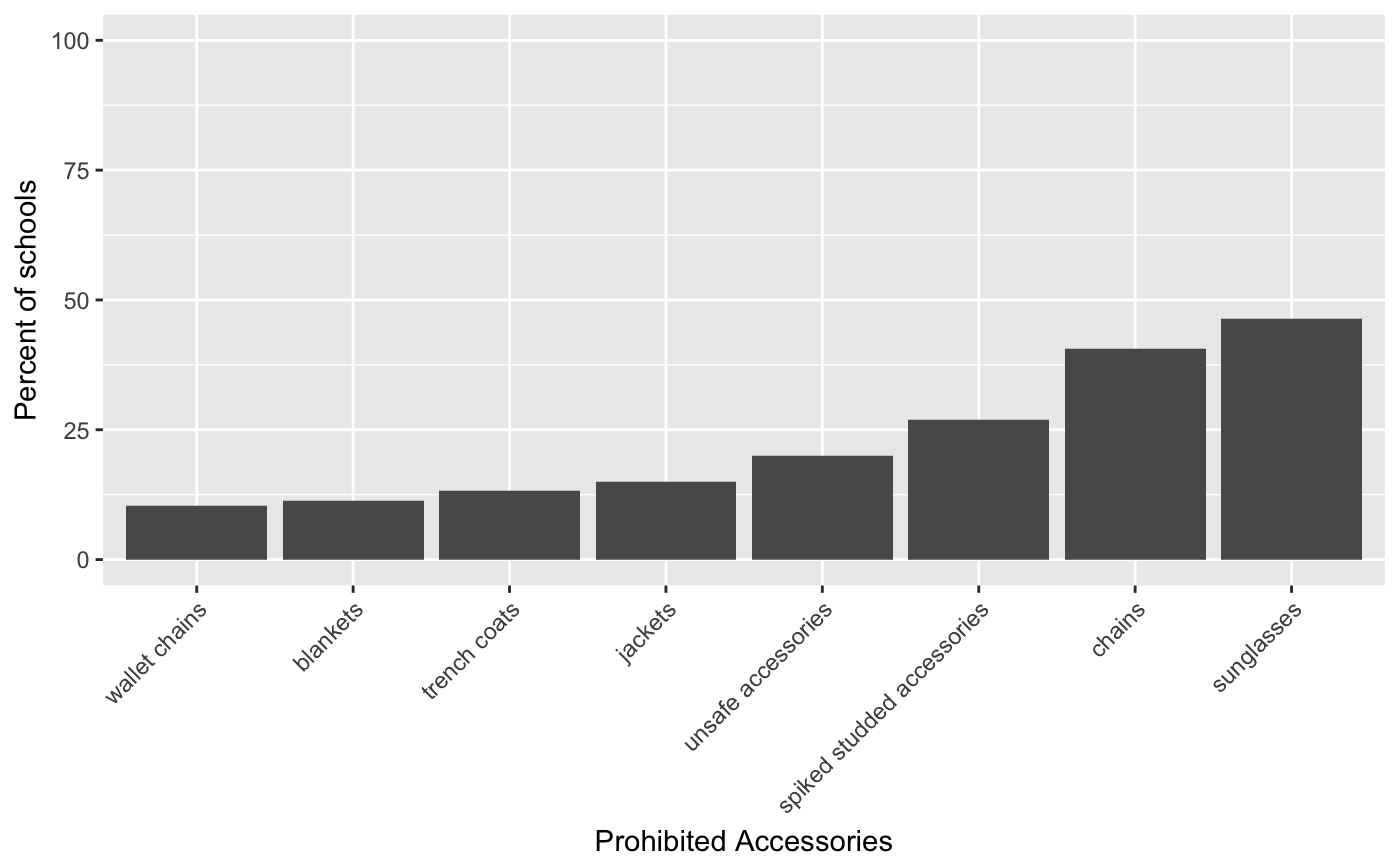 100
75
50
25
0
Percent of schools
wallet chains
blankets
trench coats
jackets
unsafe accessories
spiked studded accessories
chains
sunglasses
Prohibited Accessories